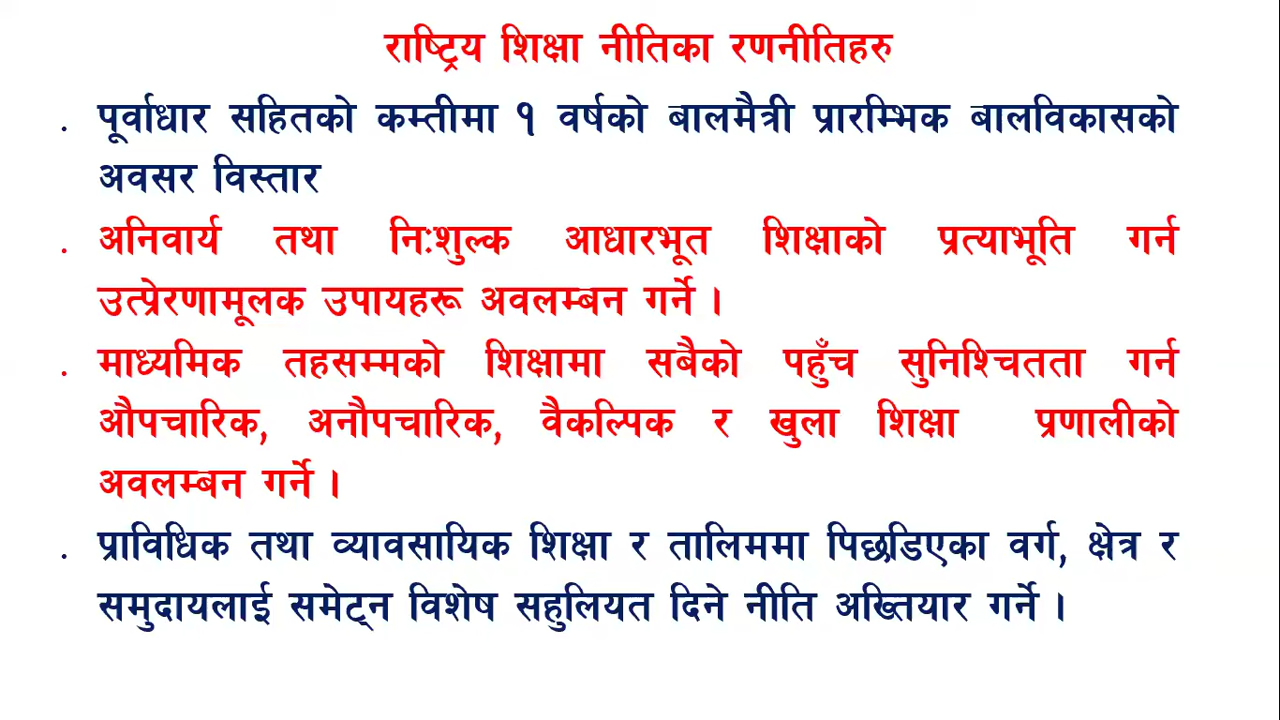 राष्ट्रिय शिक्षा नीतिका रणनीतिहरु
. पूर्वाधार सहितको कम्तीमा १ वर्षको बालमैत्री प्रारम्भिक बालविकासको
अवसर विस्तार
. अनिवार्य तथा निःशुल्क आधारभूत शिक्षाको प्रत्याभूति गर्न
उत्प्रेरणामूलक उपायहरू अवलम्बन गर्ने ।
. माध्यमिक तहसम्मको शिक्षामा सबैको पहुँच सुनिश्चितता गर्न
औपचारिक, अनौपचारिक, वैकल्पिक र खुला शिक्षा प्रणालीको
अवलम्बन गर्ने ।
. प्राविधिक तथा व्यावसायिक शिक्षा र तालिममा पिछडिएका वर्ग, क्षेत्र र
समुदायलाई समेट्न विशेष सहुलियत दिने नीति अख्तियार गर्ने ।